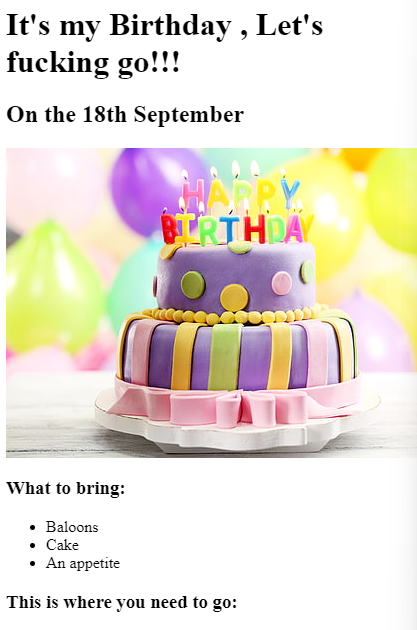 It's my Birthday , Let's
fucking go!!!
On the 18th September
HAPPY
BIRTHDAY
What to bring:
Baloons
Cake
An appetite
This is where you need to go: